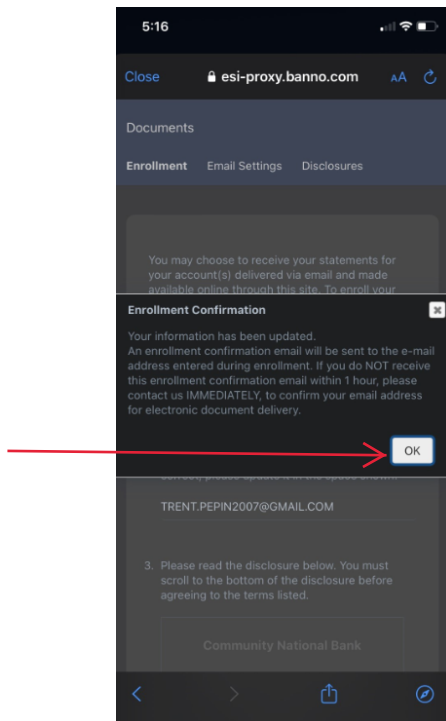 5:16
Close esi-proxy.banno.com AA
Documents
Enrollment Email Settings Disclosures
You may choose to receive your statements for
your account(s) delivered via email and made
available online through this site. To enroll your
Enrollment Confirmation
Your information has been updated.
An enrollment confirmation email will be sent to the e-mail
address entered during enrollment. If you do NOT receive
this enrollment confirmation email within 1 hour, please
contact us IMMEDIATELY, to confirm your email address
for electronic document delivery.
OK
correct, please update it in the space shown.
TRENT.PEPIN2007@GMAIL.COM
3. Please read the disclosure below. You must
scroll to the bottom of the disclosure before
agreeing to the terms listed.
Community National Bank